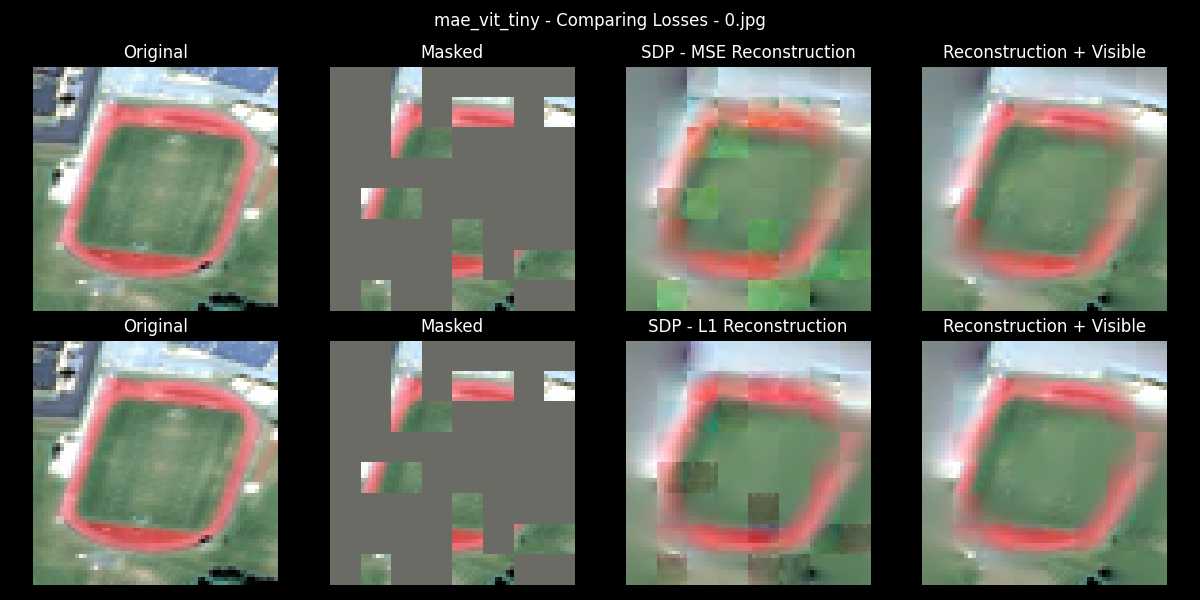 mae_vit_tiny - Comparing Losses - 0.jpg
Original
Masked
SDP - MSE Reconstruction
Reconstruction + Visible
Original
Masked
SDP - L1 Reconstruction
Reconstruction + Visible